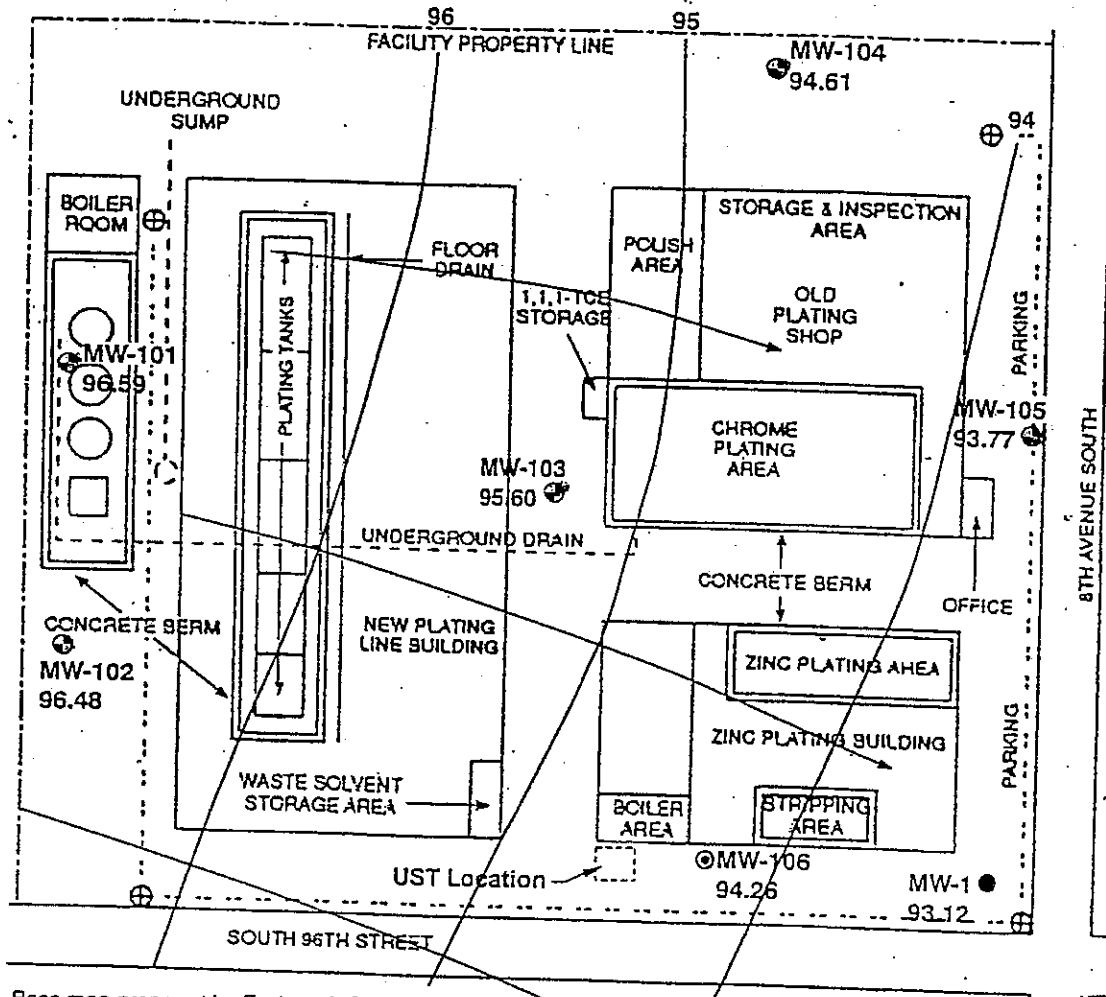 96
95
FACILITY PROPERTY LINE
MW-104
94.61
UNDERGROUND
SUMP
94
BOILER
ROOM
STORAGE & INSPECTION
AREA
POLISH
AREA
FLOOR
DRAIN
1,1,1-TCE
STORAGE
OLD
PLATING
SHOP
PARKING
PLATING TANKS
MW-101
96.59
MW-105
93.77
8TH AVENUE SOUTH
CHROME
PLATING
AREA
MW-103
95.60
UNDERGROUND DRAIN
CONCRETE BERM
OFFICE
CONCRETE BERM
MW-102
96.48
NEW PLATING
LINE BUILDING
ZINC PLATING AREA
ZINC PLATING BUILDING
PARKING
WASTE SOLVENT
STORAGE AREA
BOILER
AREA
STRIPPING
AREA
UST Location
MW-106
94.26
MW-1
93.12
SOUTH 96TH STREET